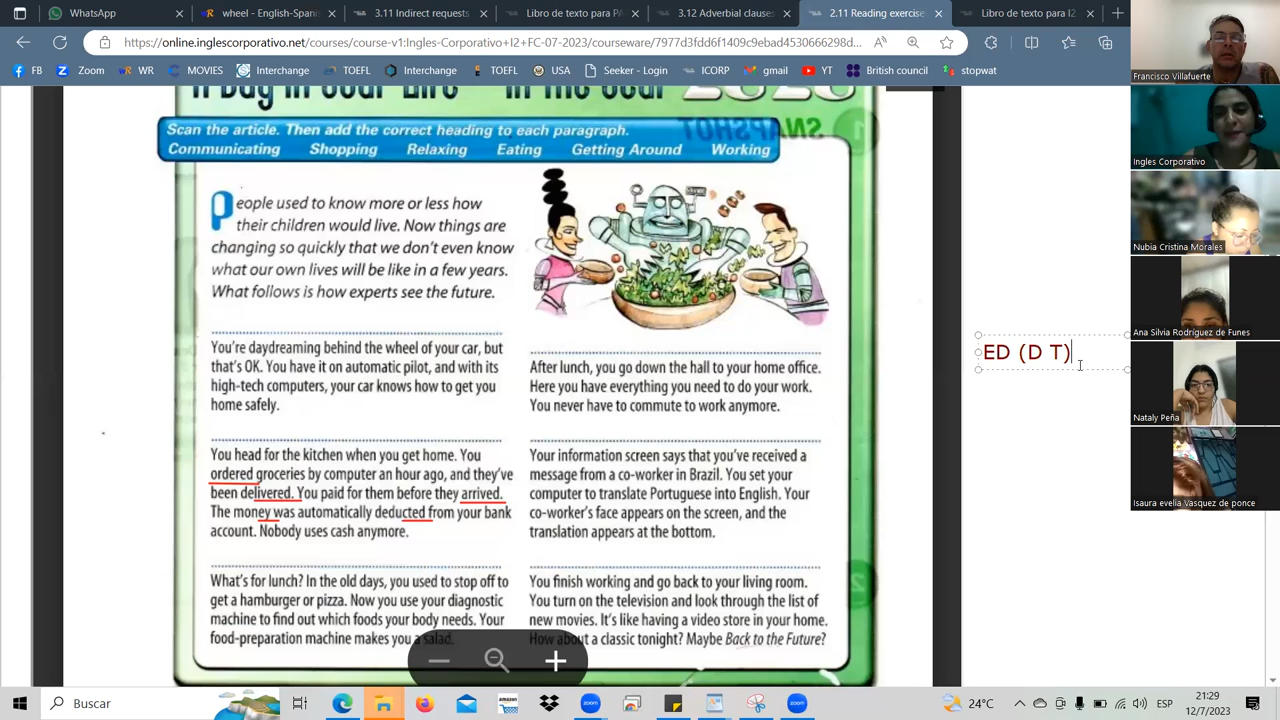 WhatsApp
wheel - English-Span
3.11 Indirect requests
Libro de texto para PA
3.12 Adverbial clauses
2.11 Reading exercise
Libro de texto para I2
https://online.inglescorporativo.net/courses/course-v1:Ingles-Corporativo+I2+FC-07-2023/courseware/7977d3fdd6f1409c9ebad4530666298d...
FB
Zoom
WR
MOVIES
Interchange
TOEFL
Interchange
TOEFL
USA
Seeker - Login
ICORP
gmail
YT
British council
stopwat
A Day in Your Life – In the Year 2020
Scan the article. Then add the correct heading to each paragraph.
Communicating Shopping Relaxing Eating Getting Around Working
SNAPSHOT
People used to know more or less how
their children would live. Now things are
changing so quickly that we don't even know
what our own lives will be like in a few years.
What follows is how experts see the future.
You're daydreaming behind the wheel of your car, but
that's OK. You have it on automatic pilot, and with its
high-tech computers, your car knows how to get you
home safely.
You head for the kitchen when you get home. You
ordered groceries by computer an hour ago, and they've
been delivered. You paid for them before they arrived.
The money was automatically deducted from your bank
account. Nobody uses cash anymore.
What's for lunch? In the old days, you used to stop off to
get a hamburger or pizza. Now you use your diagnostic
machine to find out which foods your body needs. Your
food-preparation machine makes you a salad.
After lunch, you go down the hall to your home office.
Here you have everything you need to do your work.
You never have to commute to work anymore.
Your information screen says that you've received a
message from a co-worker in Brazil. You set your
computer to translate Portuguese into English. Your
co-worker's face appears on the screen, and the
translation appears at the bottom.
You finish working and go back to your living room.
You turn on the television and look through the list of
new movies. It's like having a video store in your home.
How about a classic tonight? Maybe Back to the Future?
ED (D T)
Francisco Villafuerte
Ingles Corporativo
Nubia Cristina Morales
Ana Silvia Rodríguez de Funes
Nataly Peña
Isaura evelia Vasquez de ponce
Buscar
24°C
ESP
21:29
12/7/2023